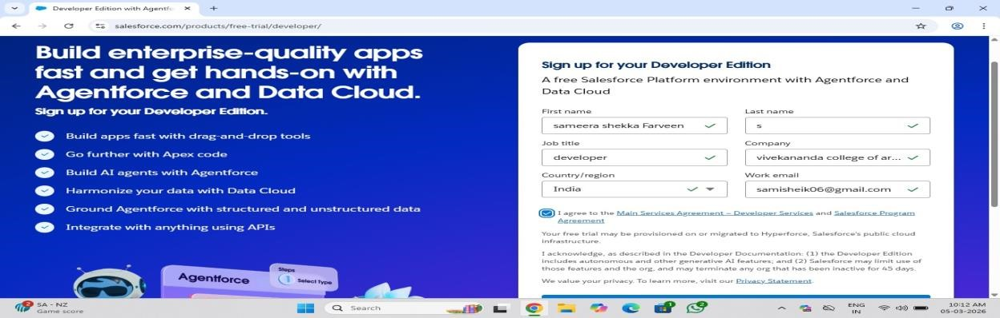 Developer Edition with Agentfo
salesforce.com/products/free-trial/developer/
Build enterprise-quality apps
fast and get hands-on with
Agentforce and Data Cloud.
Sign up for your Developer Edition.
Build apps fast with drag-and-drop tools
Go further with Apex code
Build AI agents with Agentforce
Harmonize your data with Data Cloud
Ground Agentforce with structured and unstructured data
Integrate with anything using APIs
Agentforce
Steps
1 Select Type
Sign up for your Developer Edition
A free Salesforce Platform environment with Agentforce and
Data Cloud
First name
Last name
sameera shekka Farveen
s
Job title
Company
developer
vivekananda college of ar...
Country/region
Work email
India
samisheik06@gmail.com
I agree to the Main Services Agreement – Developer Services and Salesforce Program
Agreement
Your free trial may be provisioned on or migrated to Hyperforce, Salesforce's public cloud
infrastructure.
I acknowledge, as described in the Developer Documentation: (1) the Developer Edition
includes autonomous and other generative AI features; and (2) Salesforce may limit use of
those features and the org, and may terminate any org that has been inactive for 45 days.
We value your privacy. To learn more, visit our Privacy Statement.
2
SA - NZ
Game score
Search
1
2
ENG
IN
10:12 AM
05-03-2026